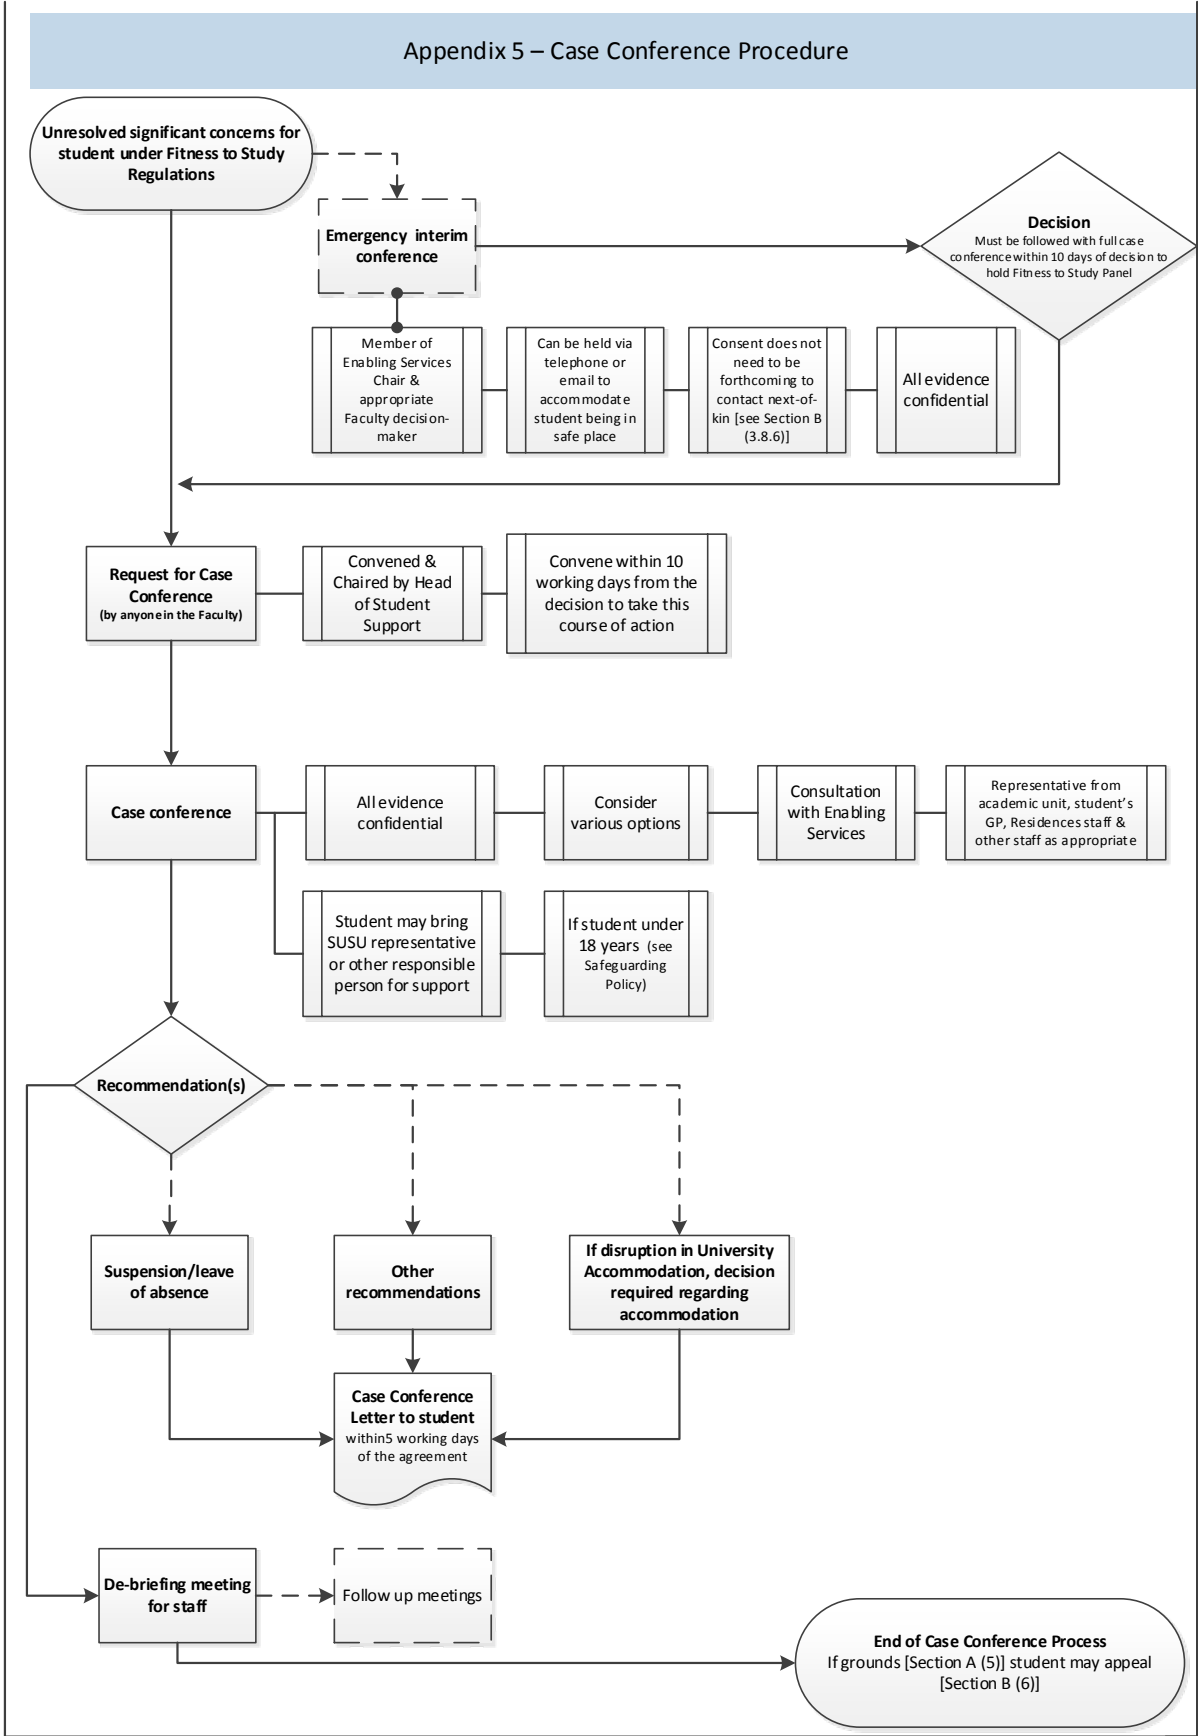 Appendix 5 – Case Conference Procedure
Unresolved significant concerns for
student under Fitness to Study
Regulations
Emergency interim
conference
Decision
Must be followed with full case
conference within 10 days of decision to
hold Fitness to Study Panel
Member of
Enabling Services
Chair &
appropriate
Faculty decision-
maker
Can be held via
telephone or
email to
accommodate
student being in
safe place
Consent does not
need to be
forthcoming to
contact next-of-
kin [see Section B
(3.8.6)]
All evidence
confidential
Request for Case
Conference
(by anyone in the Faculty)
Convened &
Chaired by Head
of Student
Support
Convene within 10
working days from the
decision to take this
course of action
Case conference
All evidence
confidential
Consider
various options
Consultation
with Enabling
Services
Representative from
academic unit, student’s
GP, Residences staff &
other staff as appropriate
Student may bring
SUSU representative
or other responsible
person for support
If student under
18 years (see
Safeguarding
Policy)
Recommendation(s)
Suspension/leave
of absence
Other
recommendations
If disruption in University
Accommodation, decision
required regarding
accommodation
Case Conference
Letter to student
within5 working days
of the agreement
De-briefing meeting
for staff
Follow up meetings
End of Case Conference Process
If grounds [Section A (5)] student may appeal
[Section B (6)]